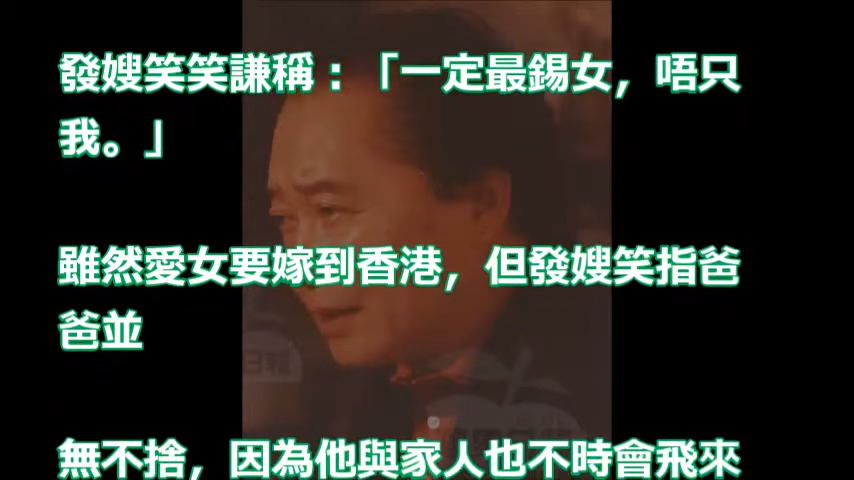 發嫂笑笑謙稱：「一定最錫女，唔只
我。」
雖然愛女要嫁到香港，但發嫂笑指爸
爸並
無不捨，因為他與家人也不時會飛來
日報